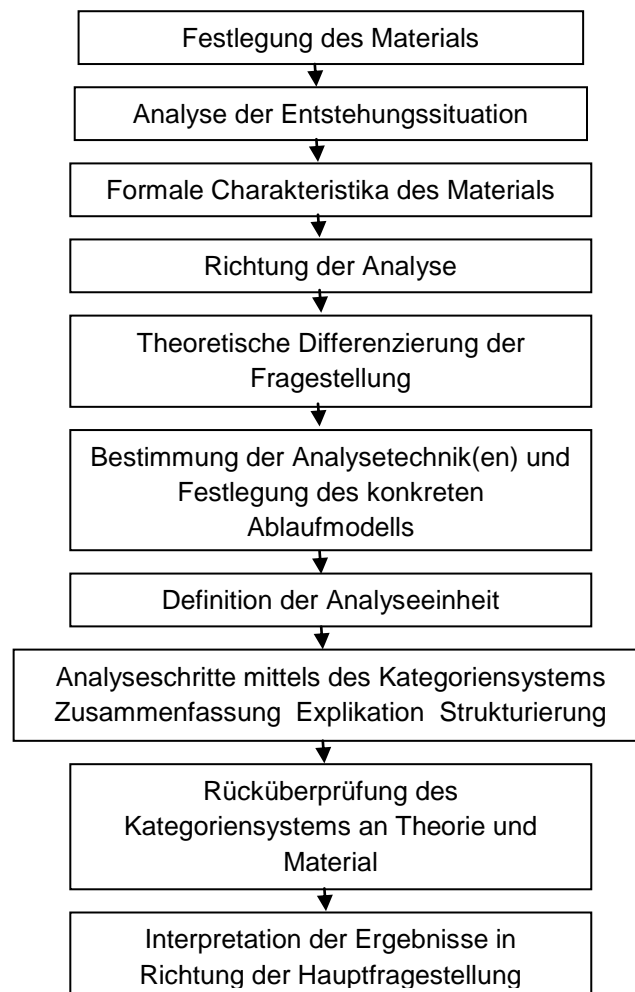 Festlegung des Materials
Analyse der Entstehungssituation
Formale Charakteristika des Materials
Richtung der Analyse
Theoretische Differenzierung der
Fragestellung
Bestimmung der Analysetechnik(en) und
Festlegung des konkreten
Ablaufmodells
Definition der Analyseeinheit
Analyseschritte mittels des Kategoriensystems
Zusammenfassung Explikation Strukturierung
Rücküberprüfung des
Kategoriensystems an Theorie und
Material
Interpretation der Ergebnisse in
Richtung der Hauptfragestellung